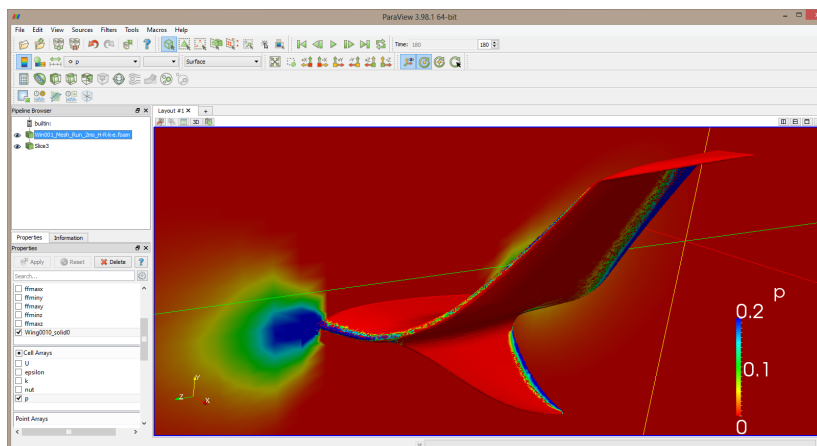 ParaView 3.98.1 64-bit
File Edit View Sources Filters Tools Macros Help
Time: 180 180
p Surface
Pipeline Browser
builtin:
Win001_Mesh_Run_2ms_H-R-k-e.foam
Slice3
Layout #1
3D
Properties Information
Properties
Apply Reset Delete ?
Search...
ffmaxx
ffminy
ffmaxy
ffminz
ffmaxz
Wing0010_solid0
Cell Arrays
U
epsilon
k
nut
p
Point Arrays
Y
Z
X
p
0.2
0.1
0